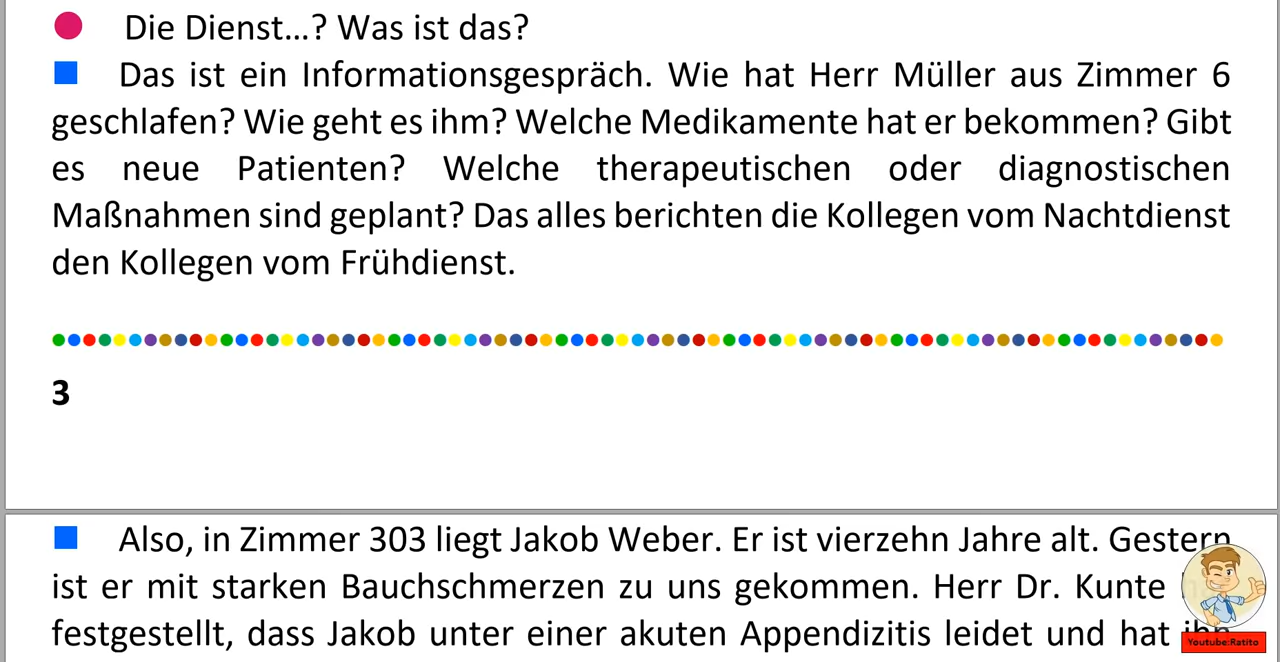 Die Dienst...? Was ist das?
Das ist ein Informationsgespräch. Wie hat Herr Müller aus Zimmer 6
geschlafen? Wie geht es ihm? Welche Medikamente hat er bekommen? Gibt
es neue Patienten? Welche therapeutischen oder diagnostischen
Maßnahmen sind geplant? Das alles berichten die Kollegen vom Nachtdienst
den Kollegen vom Frühdienst.
3
Also, in Zimmer 303 liegt Jakob Weber. Er ist vierzehn Jahre alt. Gestern
ist er mit starken Bauchschmerzen zu uns gekommen. Herr Dr. Kunte
festgestellt, dass Jakob unter einer akuten Appendizitis leidet und hat
Youtube:Ratito